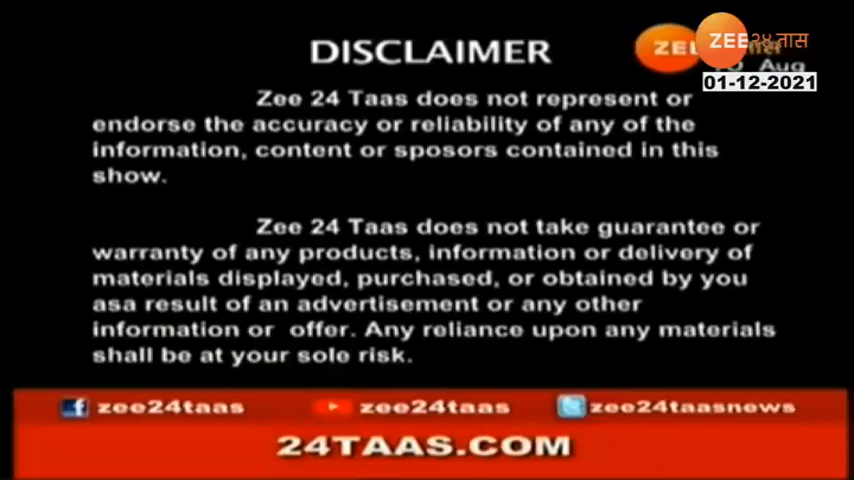 DISCLAIMER
ZEE २४ तास
Aug
01-12-2021
Zee 24 Taas does not represent or
endorse the accuracy or reliability of any of the
information, content or sposors contained in this
show.
Zee 24 Taas does not take guarantee or
warranty of any products, information or delivery of
materials displayed, purchased, or obtained by you
asa result of an advertisement or any other
information or offer. Any reliance upon any materials
shall be at your sole risk.
zee24taas zee24taas zee24taasnews
24TAAS.COM